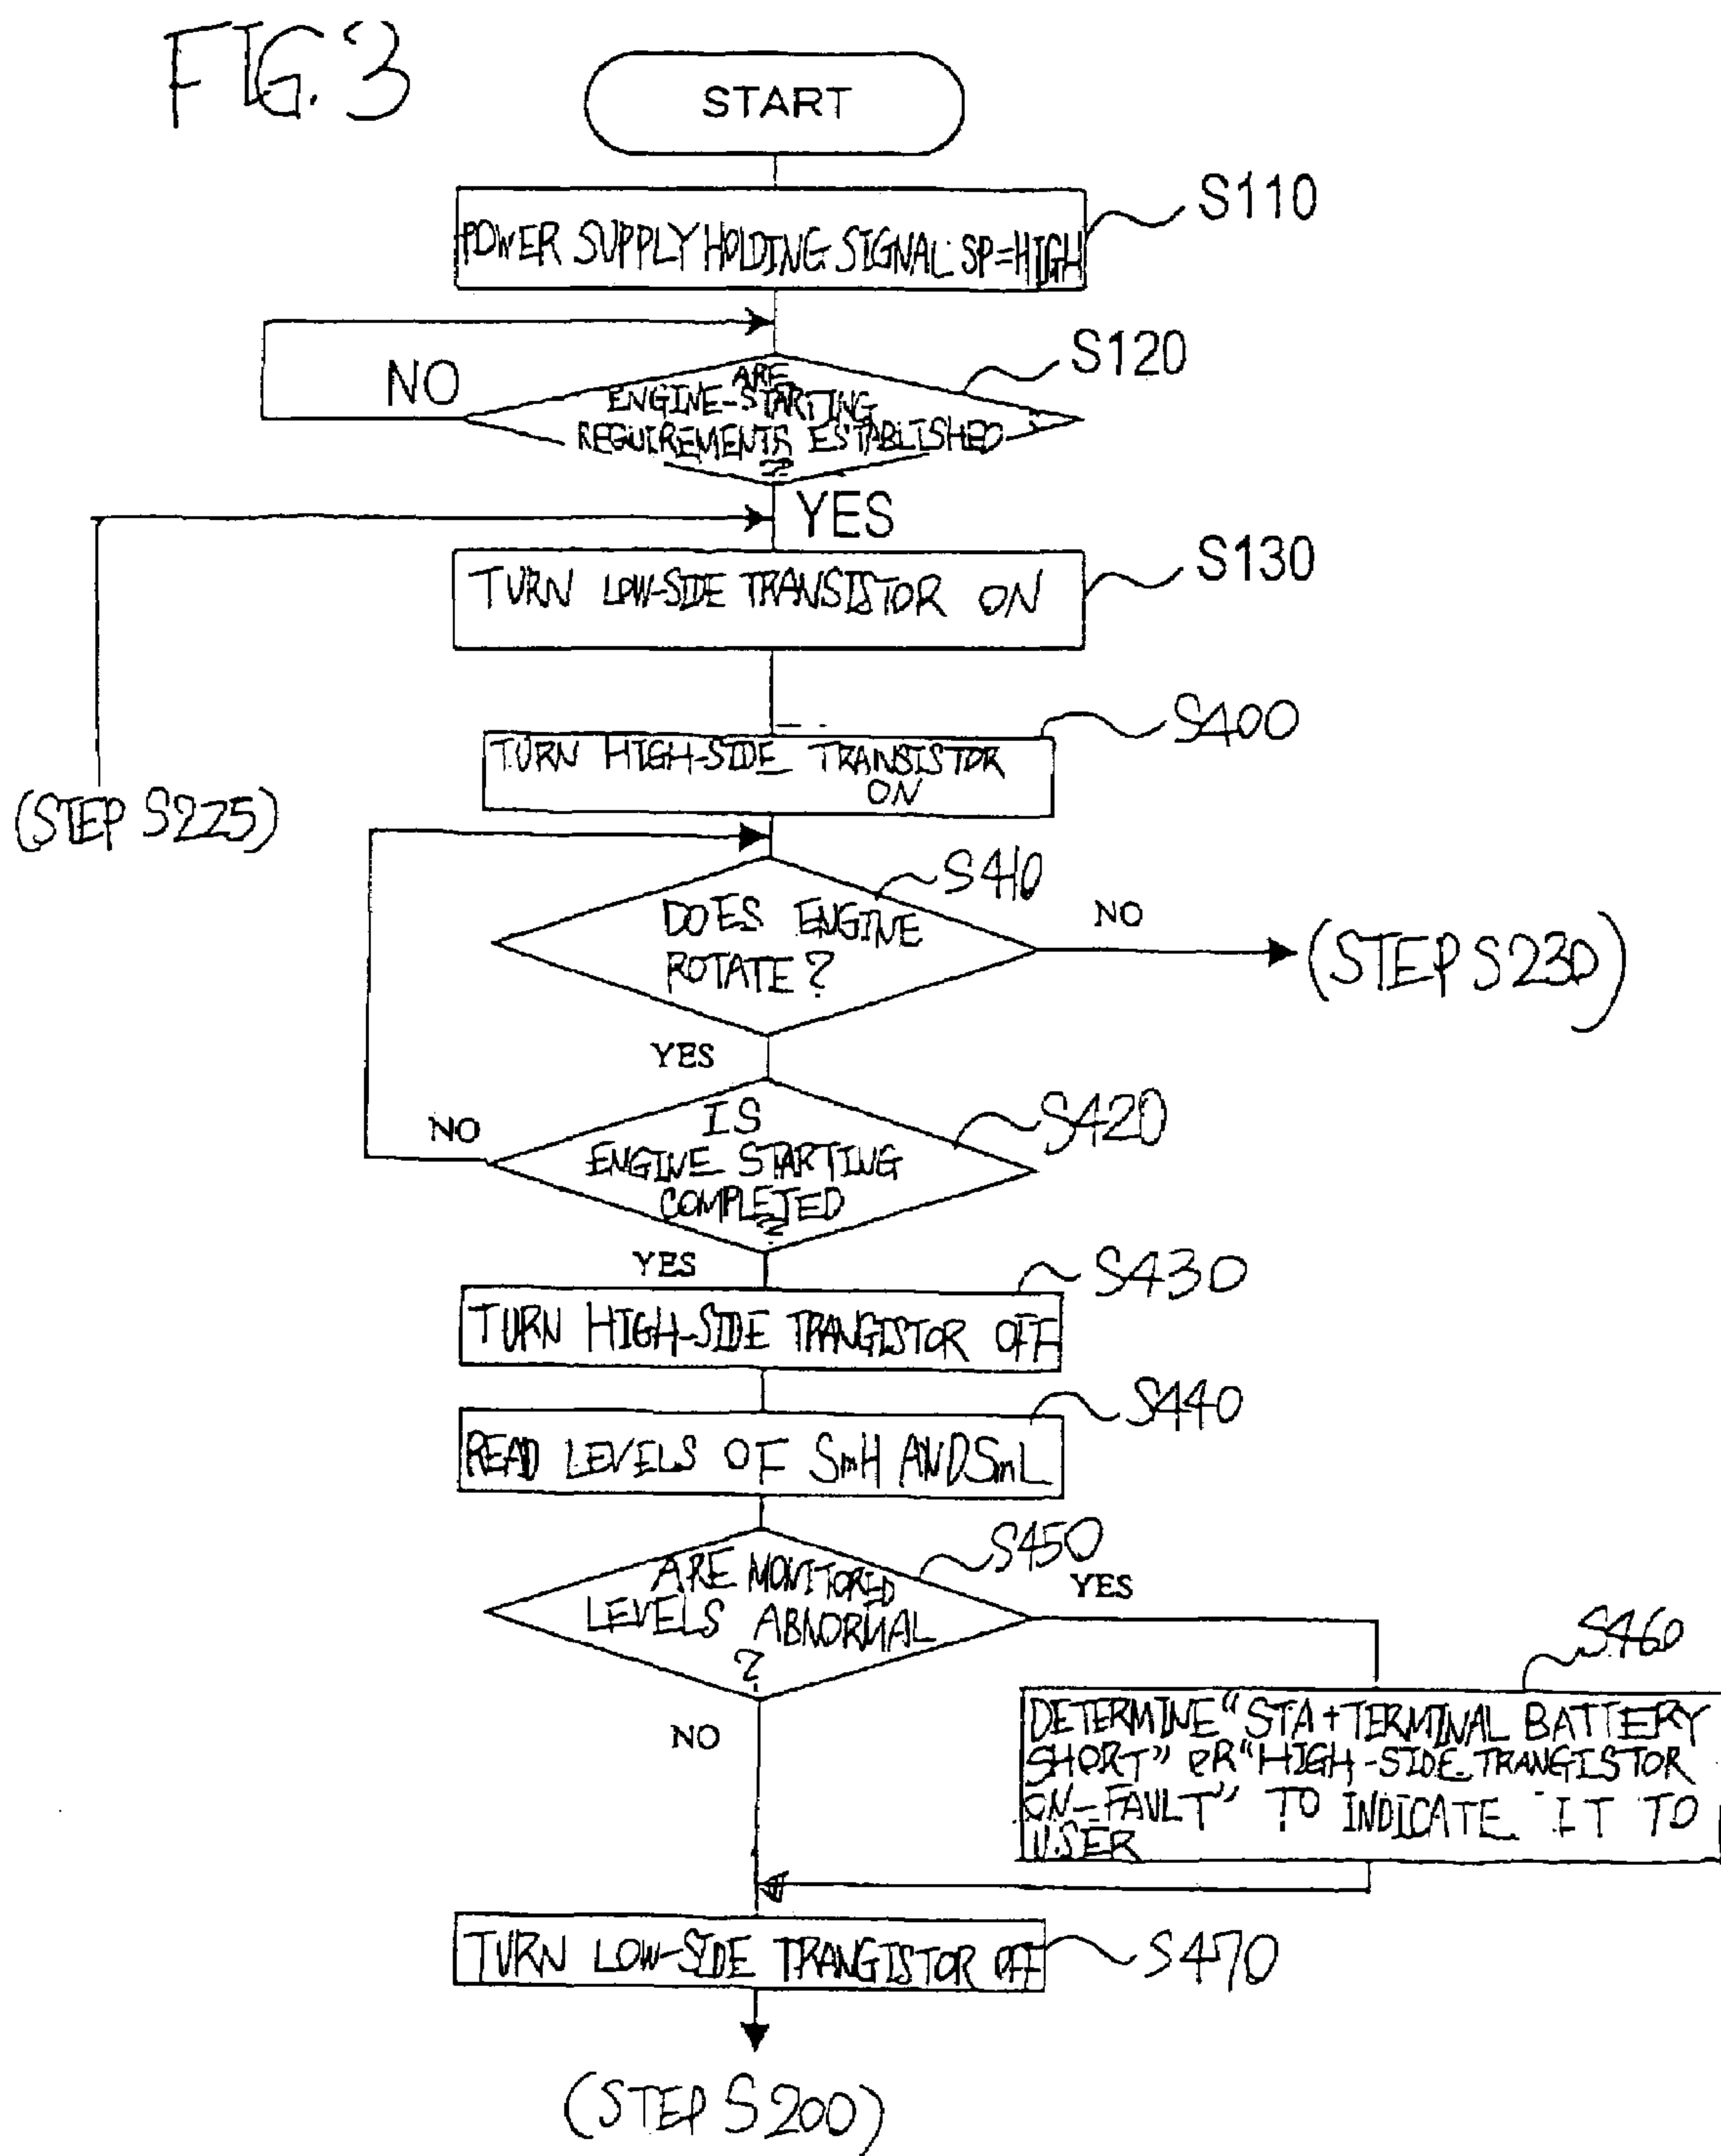 FIG. 3
START
POWER SUPPLY HOLDING SIGNAL: SP=HIGH
S110
NO
S120
ARE
ENGINE-STARTING
REQUIREMENTS ESTABLISHED
?
YES
TURN LOW-SIDE TRANSISTOR ON
S130
S400
TURN HIGH-SIDE TRANSISTOR
ON
(STEP S225)
S410
DOES ENGINE
ROTATE?
NO
(STEP S230)
YES
S420
NO
IS
ENGINE STARTING
COMPLETED
?
YES
S430
TURN HIGH-SIDE TRANGISTOR OFF
S440
READ LEVELS OF SmH AND SmL
S450
ARE MONITORED
LEVELS ABNORMAL
?
YES
NO
S460
DETERMINE "STA+TERMINAL BATTERY
SHORT" OR "HIGH-SIDE TRANGISTOR
ON-FAULT" TO INDICATE IT TO
USER
TURN LOW-SIDE TRANGISTOR OFF
S470
(STEP S200)